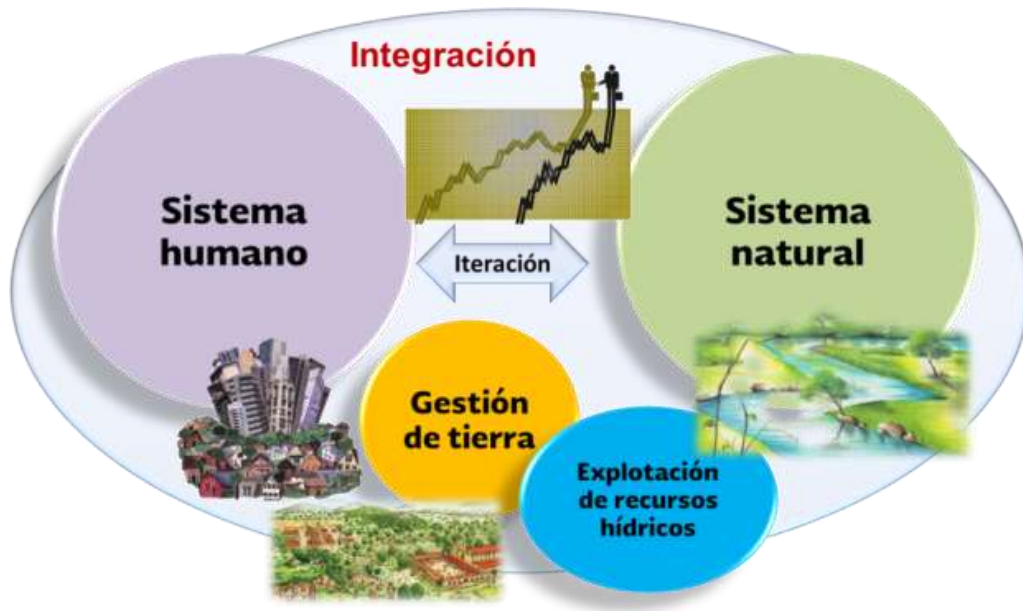 Integración
Sistema
humano
Sistema
natural
Iteración
Gestión
de tierra
Explotación
de recursos
hídricos